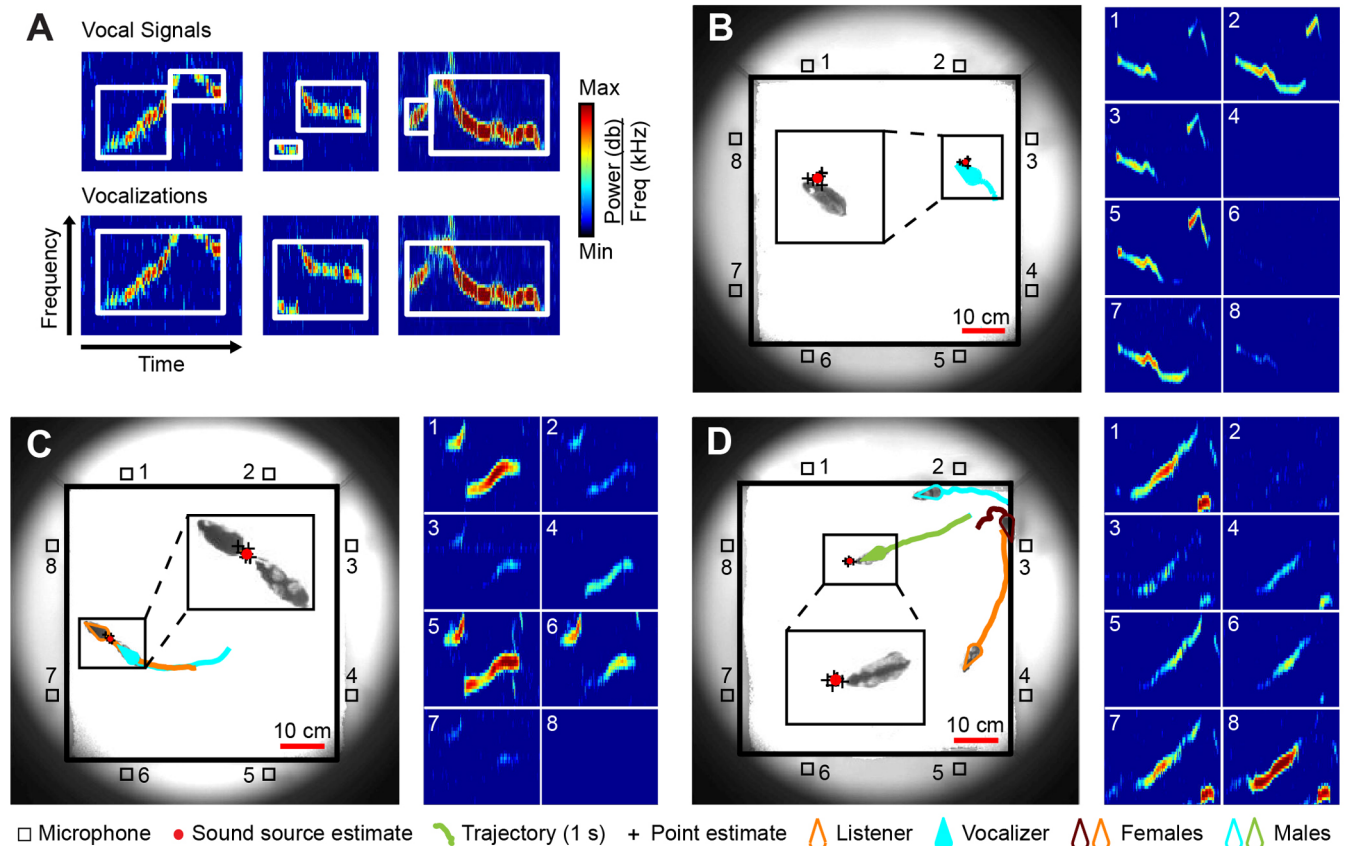 A
Vocal Signals
Vocalizations
Frequency
Time
Max
Power (db)
Freq (kHz)
Min
B
1
2
3
4
5
6
7
8
10 cm
1
2
3
4
5
6
7
8
C
1
2
3
4
5
6
7
8
10 cm
1
2
3
4
5
6
7
8
D
1
2
3
4
5
6
7
8
10 cm
1
2
3
4
5
6
7
8
Microphone
Sound source estimate
Trajectory (1 s)
Point estimate
Listener
Vocalizer
Females
Males